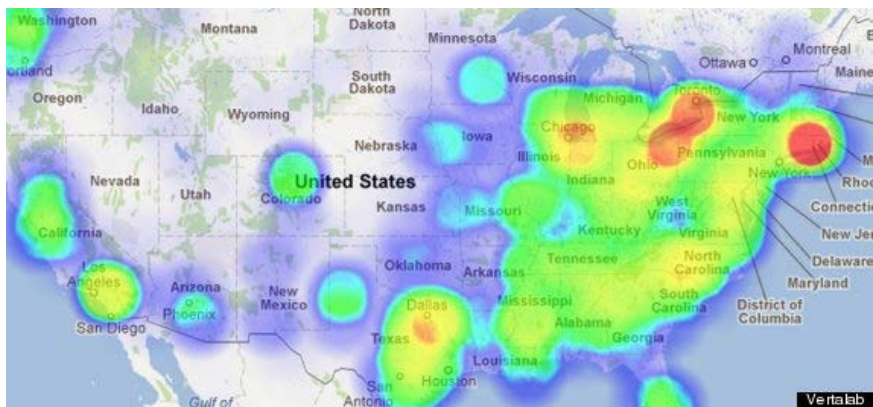 Washington
Montana
North
Dakota
Minnesota
Ottawa
Montreal
Maine
Portland
Oregon
Idaho
Wyoming
South
Dakota
Wisconsin
Michigan
Toronto
New York
Nebraska
Iowa
Chicago
Illinois
Indiana
Ohio
Pennsylvania
New York
Nevada
Utah
Colorado
United States
Kansas
Missouri
West
Virginia
Kentucky
Virginia
California
Los
Angeles
San Diego
Arizona
Phoenix
New
Mexico
Oklahoma
Arkansas
Tennessee
North
Carolina
South
Carolina
Mississippi
Alabama
Georgia
Dallas
Texas
Louisiana
San
Antonio
Houston
Rhod
Connecti
New Jer
Delaware
Maryland
District of
Columbia
Gulf of
Vertalab